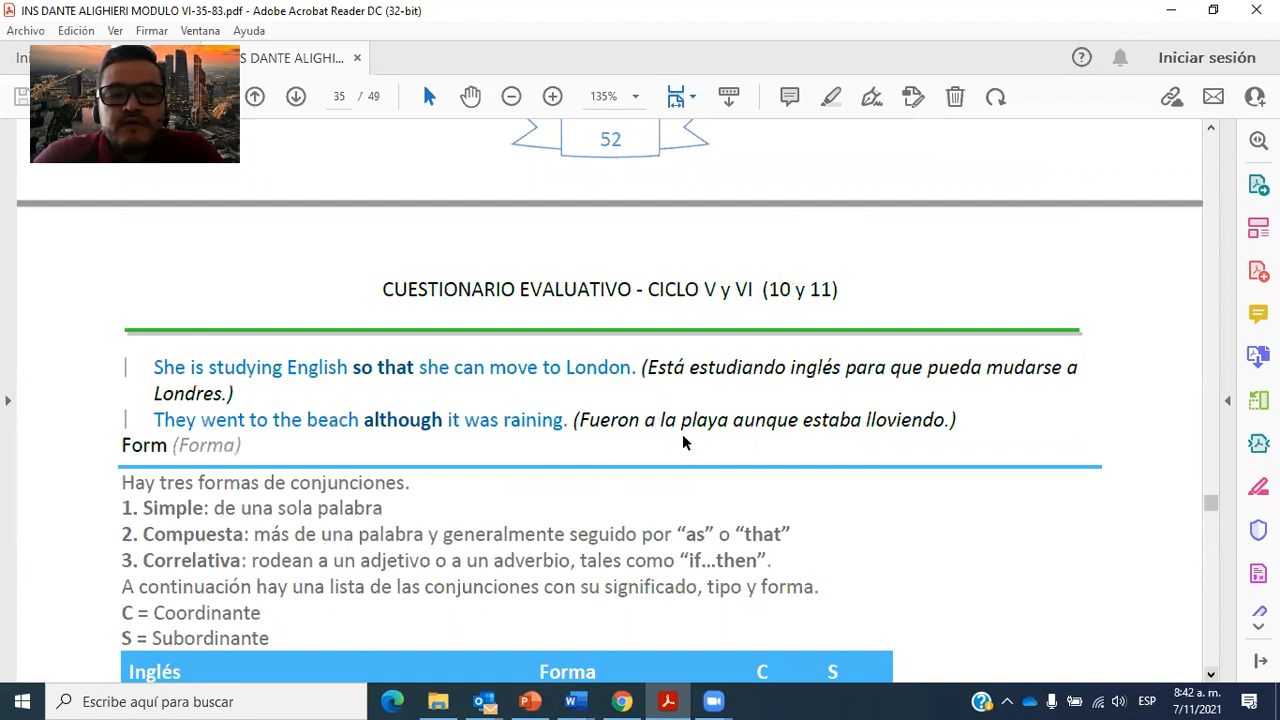 INS DANTE ALIGHIERI MODULO VI-35-83.pdf - Adobe Acrobat Reader DC (32-bit)
Archivo Edición Ver Firmar Ventana Ayuda
S DANTE ALIGHI... × Iniciar sesión
35 / 49 135%
52
CUESTIONARIO EVALUATIVO - CICLO V y VI (10 y 11)
She is studying English so that she can move to London. (Está estudiando inglés para que pueda mudarse a
Londres.)
They went to the beach although it was raining. (Fueron a la playa aunque estaba lloviendo.)
Form (Forma)
Hay tres formas de conjunciones.
1. Simple: de una sola palabra
2. Compuesta: más de una palabra y generalmente seguido por “as” o “that”
3. Correlativa: rodean a un adjetivo o a un adverbio, tales como “if…then”.
A continuación hay una lista de las conjunciones con su significado, tipo y forma.
C = Coordinante
S = Subordinante
Inglés Forma C S
Escribe aquí para buscar
ESP
8:42 a. m.
7/11/2021